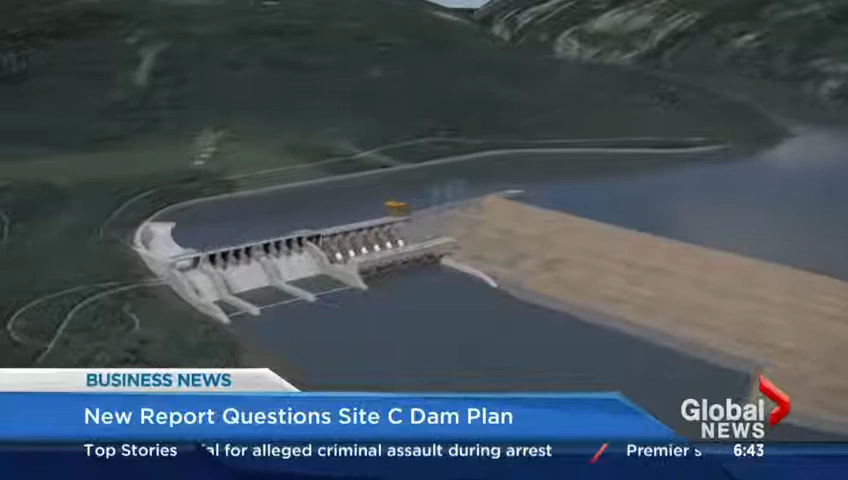 BUSINESS NEWS
New Report Questions Site C Dam Plan
Global
NEWS
Top Stories al for alleged criminal assault during arrest Premier s 6:43